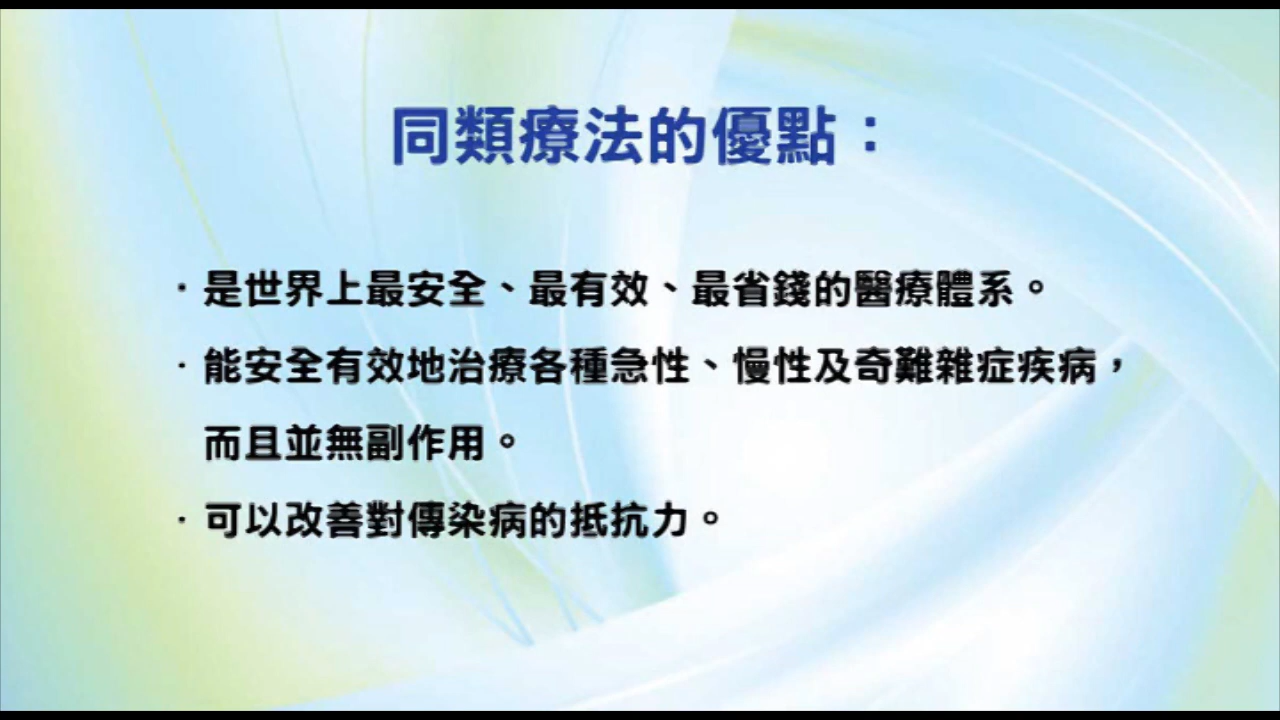 同類療法的優點：
·是世界上最安全、最有效、最省錢的醫療體系。
·能安全有效地治療各種急性、慢性及奇難雜症疾病，
而且並無副作用。
·可以改善對傳染病的抵抗力。